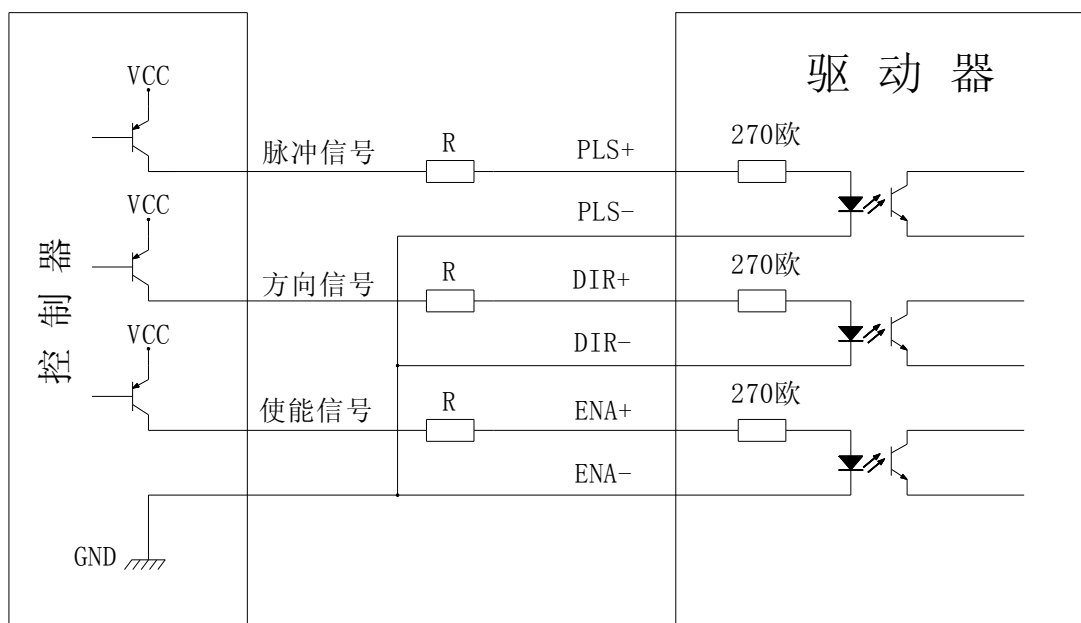 驱动器
VCC
脉冲信号
R
PLS+
270欧
PLS-
VCC
方向信号
R
DIR+
270欧
DIR-
控制器
VCC
使能信号
R
ENA+
270欧
ENA-
GND